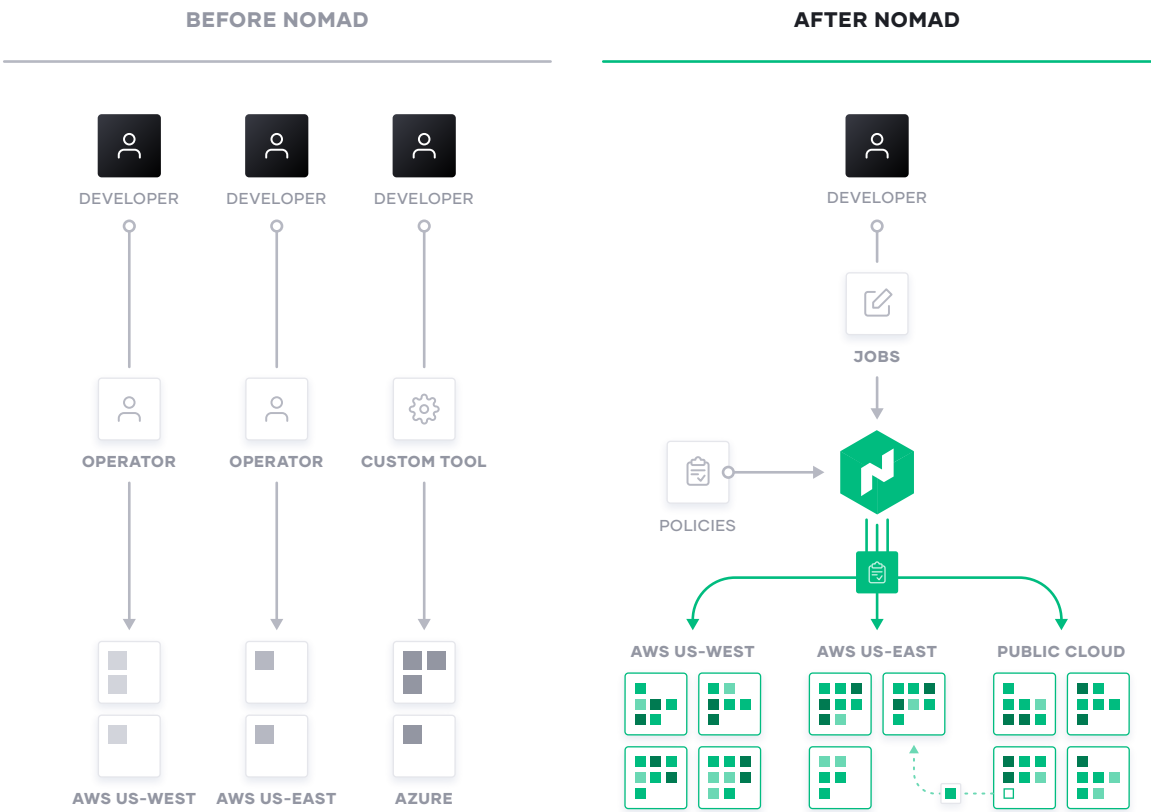 BEFORE NOMAD
DEVELOPER DEVELOPER DEVELOPER
OPERATOR OPERATOR CUSTOM TOOL
AWS US-WEST AWS US-EAST AZURE
AFTER NOMAD
DEVELOPER
JOBS
POLICIES
AWS US-WEST AWS US-EAST PUBLIC CLOUD